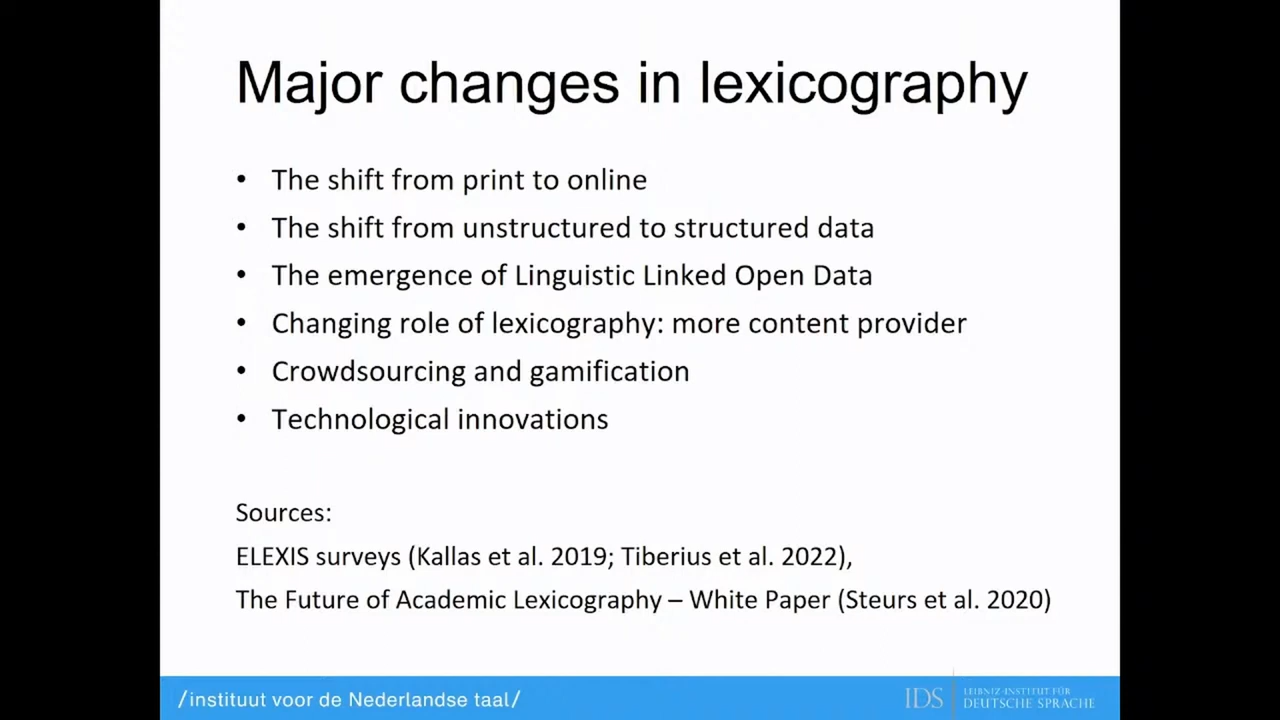 Major changes in lexicography
• The shift from print to online
• The shift from unstructured to structured data
• The emergence of Linguistic Linked Open Data
• Changing role of lexicography: more content provider
• Crowdsourcing and gamification
• Technological innovations
Sources:
ELEXIS surveys (Kallas et al. 2019; Tiberius et al. 2022),
The Future of Academic Lexicography – White Paper (Steurs et al. 2020)
/instituut voor de Nederlandse taal/
IDS
LEIBNIZ-INSTITUT FÜR
DEUTSCHE SPRACHE